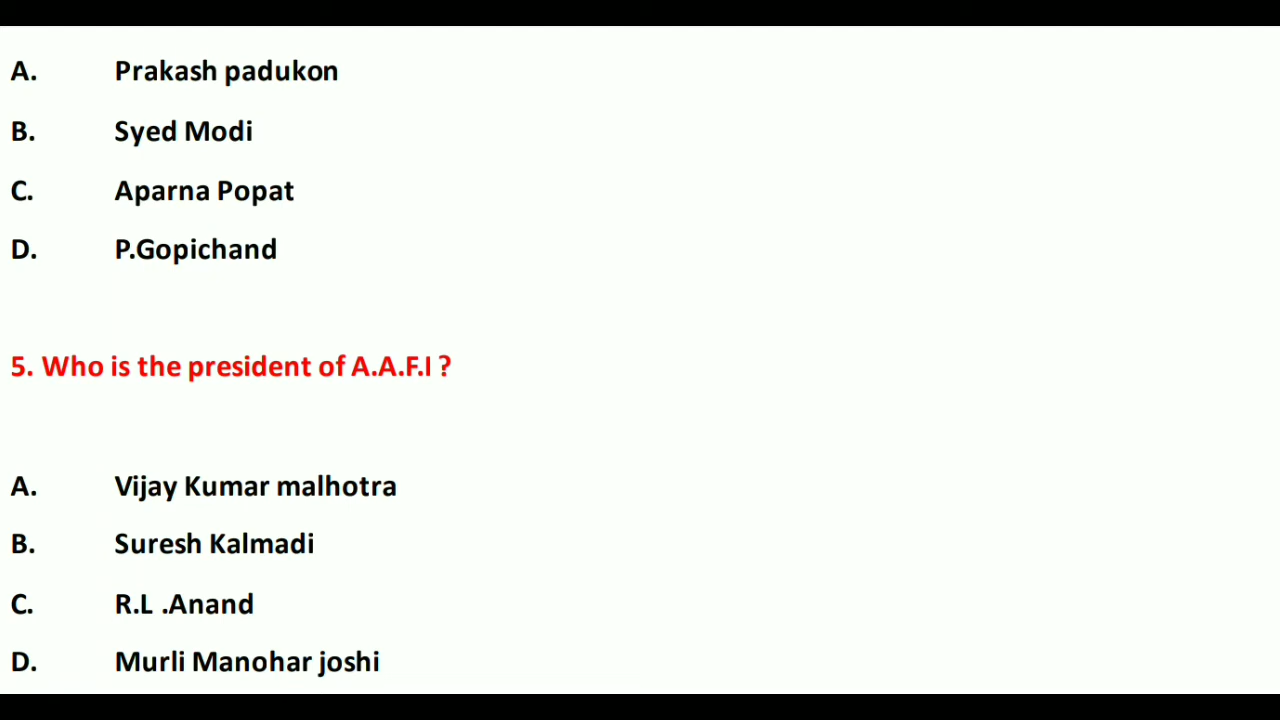 A. Prakash padukon
B. Syed Modi
C. Aparna Popat
D. P.Gopichand
5. Who is the president of A.A.F.I ?
A. Vijay Kumar malhotra
B. Suresh Kalmadi
C. R.L .Anand
D. Murli Manohar joshi